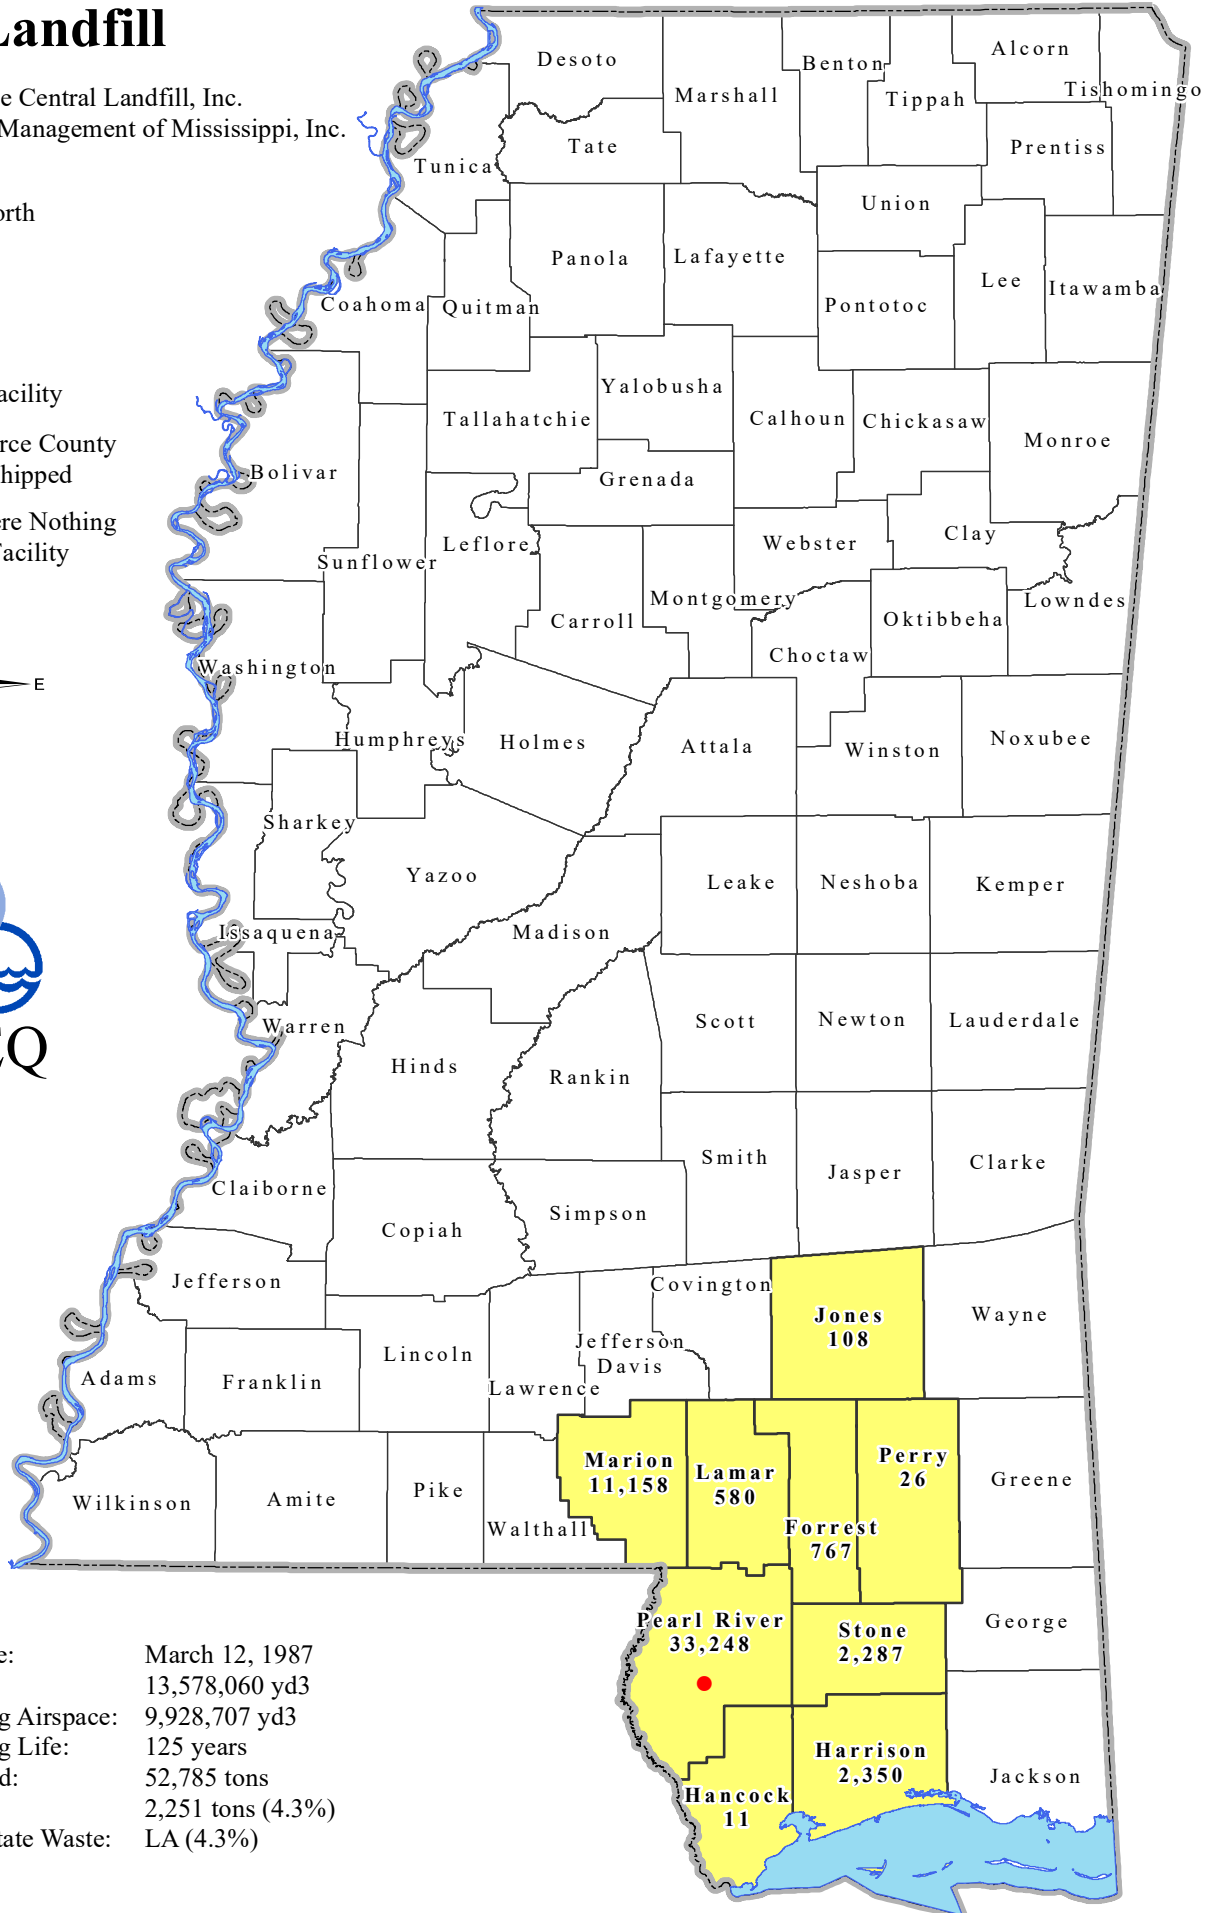 Landfill
e Central Landfill, Inc.
Management of Mississippi, Inc.
orth
acility
rce County
hipped
ere Nothing
Facility
E
CQ
Desoto
Marshall
Benton
Tippah
Alcorn
Tishomingo
Tunica
Tate
Prentiss
Union
Panola
Lafayette
Lee
Itawamba
Coahoma
Quitman
Pontotoc
Yalobusha
Tallahatchie
Calhoun
Chickasaw
Monroe
Bolivar
Grenada
Leflore
Webster
Clay
Sunflower
Montgomery
Lowndes
Carroll
Oktibbeha
Choctaw
Washington
Humphreys
Holmes
Attala
Winston
Noxubee
Sharkey
Yazoo
Leake
Neshoba
Kemper
Issaquena
Madison
Warren
Scott
Newton
Lauderdale
Hinds
Rankin
Smith
Jasper
Clarke
Claiborne
Copiah
Simpson
Jefferson
Covington
Jones
108
Wayne
Jefferson
Davis
Lincoln
Adams
Franklin
Lawrence
Marion
11,158
Lamar
580
Perry
26
Greene
Wilkinson
Amite
Pike
Walthall
Forrest
767
Pearl River
33,248
Stone
2,287
George
Harrison
2,350
Jackson
Hancock
11
e: March 12, 1987
13,578,060 yd3
g Airspace: 9,928,707 yd3
g Life: 125 years
d: 52,785 tons
2,251 tons (4.3%)
tate Waste: LA (4.3%)